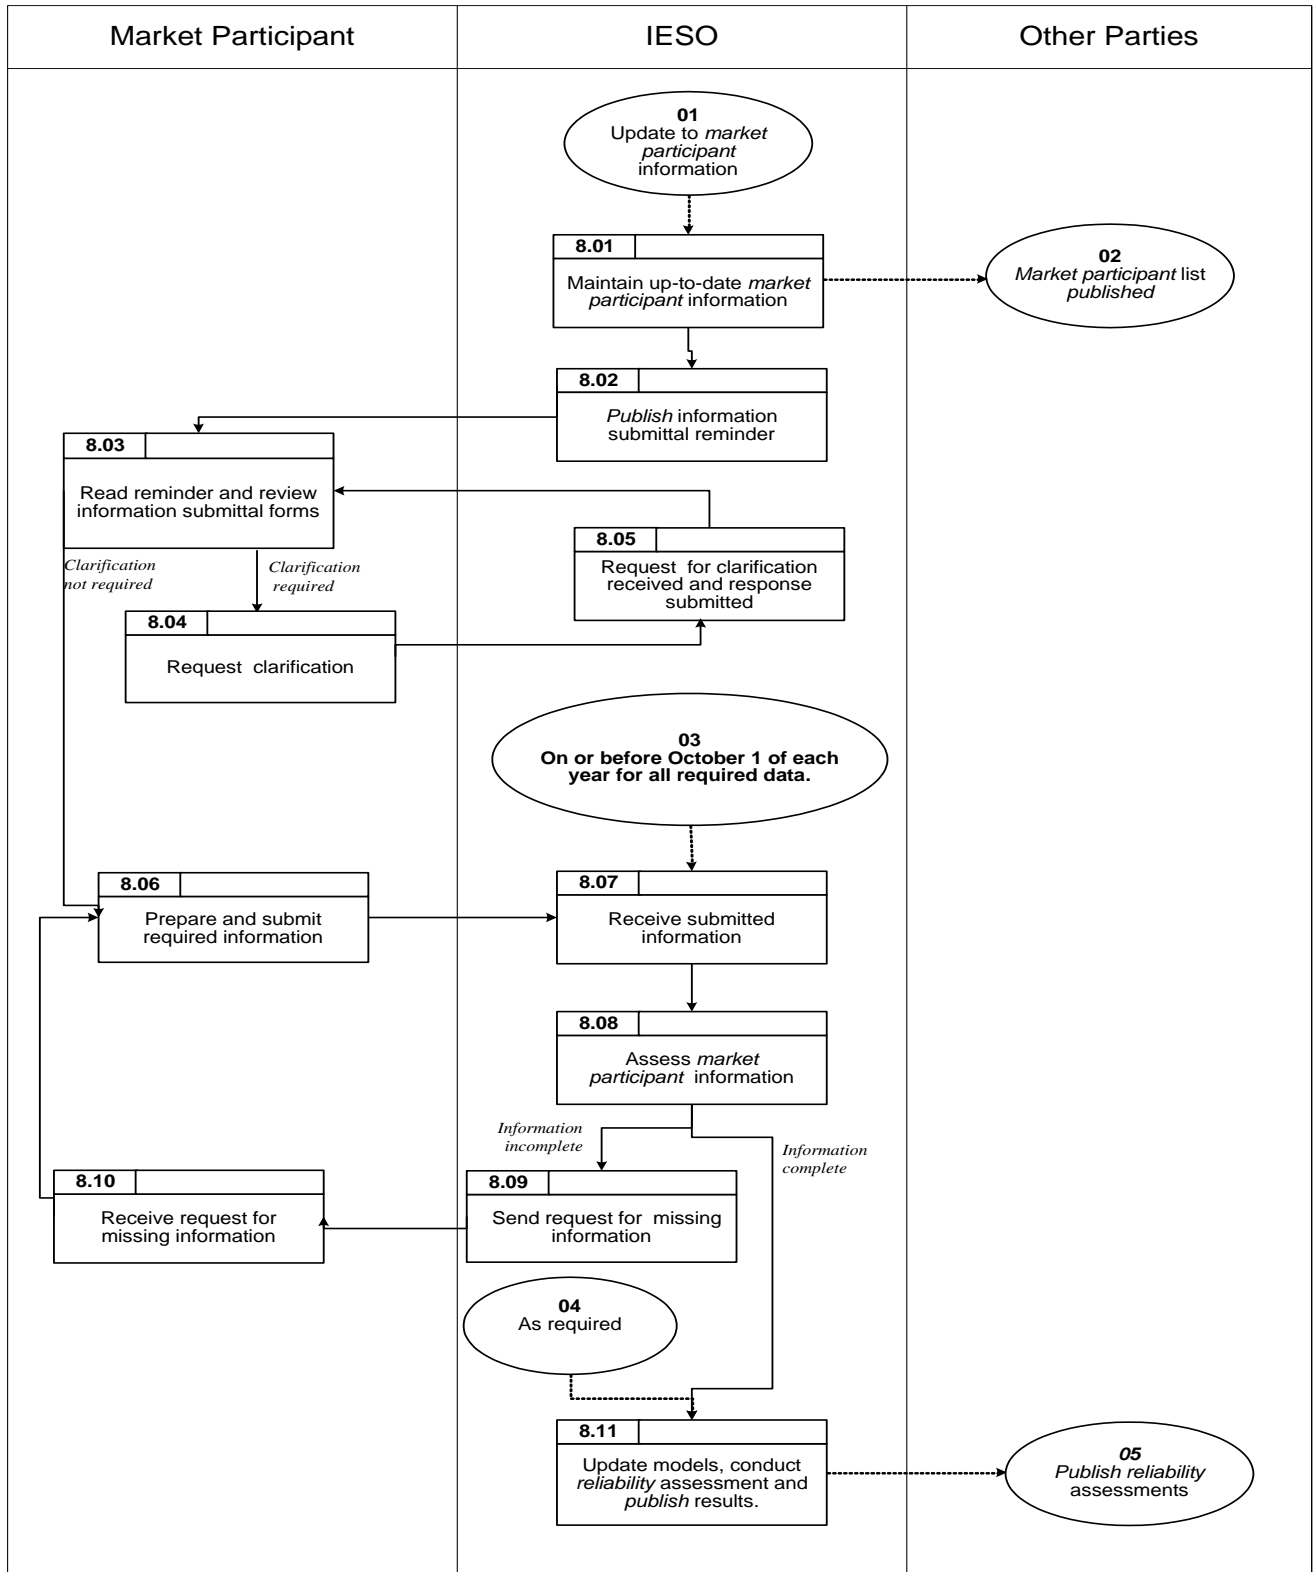 Market Participant
IESO
Other Parties
01
Update to market
participant
information
8.01
Maintain up-to-date market
participant information
02
Market participant list
published
8.02
Publish information
submittal reminder
8.03
Read reminder and review
information submittal forms
8.05
Request for clarification
received and response
submitted
Clarification
not required
Clarification
required
8.04
Request clarification
03
On or before October 1 of each
year for all required data.
8.06
Prepare and submit
required information
8.07
Receive submitted
information
8.08
Assess market
participant information
Information
incomplete
Information
complete
8.10
Receive request for
missing information
8.09
Send request for missing
information
04
As required
8.11
Update models, conduct
reliability assessment and
publish results.
05
Publish reliability
assessments